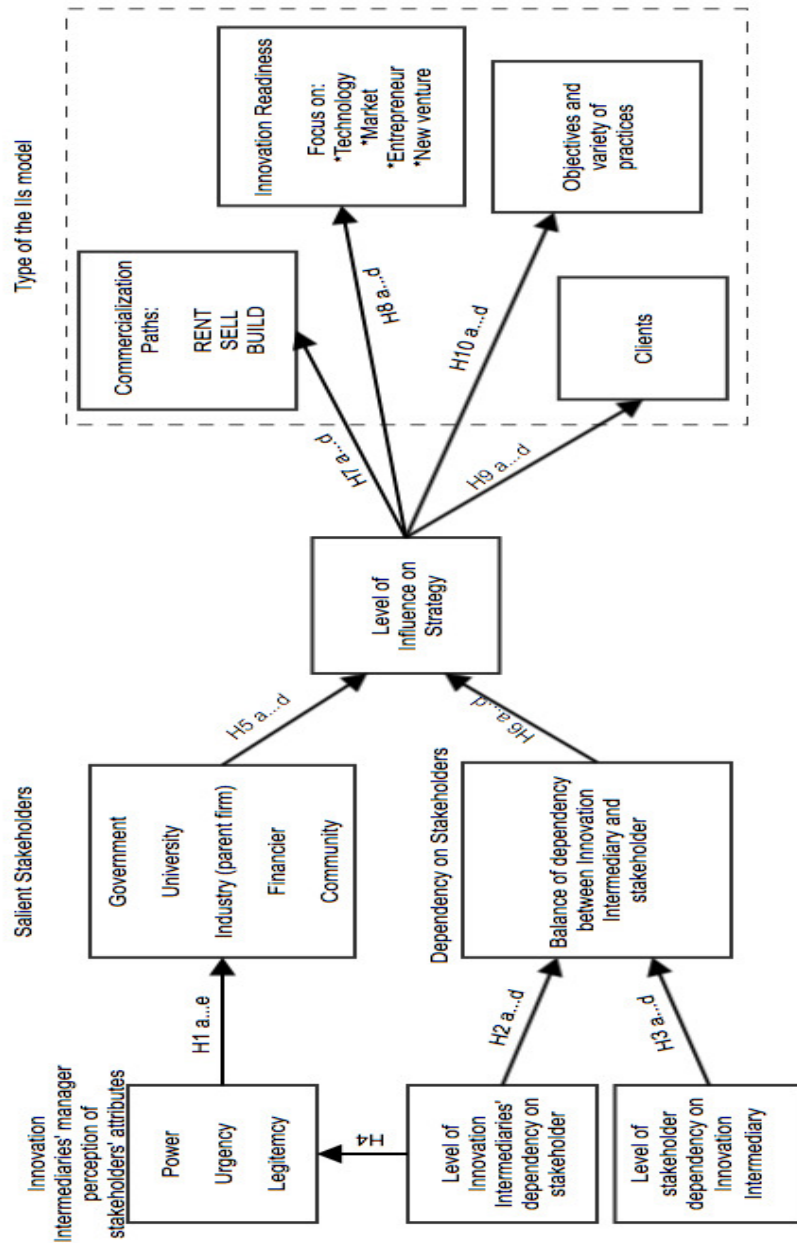 Innovation
Intermediaries' manager
perception of
stakeholders' attributes
Power
Urgency
Legitemcy
H4
Level of
Innovation
Intermediaries'
dependency on
stakeholder
Level of
stakeholder
dependency on
Innovation
Intermediary
H1 a...e
H2 a...d
H3 a...d
Salient Stakeholders
Government
University
Industry (parent firm)
Financier
Community
Dependency on Stakeholders
Balance of dependency
between Innovation
Intermediary and
stakeholder
H5 a...d
H6 a...d
Level of
Influence on
Strategy
H7 a...d
H8 a...d
H10 a...d
H9 a...d
Type of the IIs model
Commercialization
Paths:
RENT
SELL
BUILD
Innovation Readiness
Focus on:
*Technology
*Market
*Entrepreneur
*New venture
Objectives and
variety of
practices
Clients